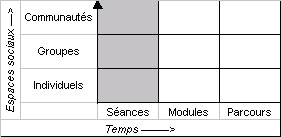 Espaces sociaux —>
Communautés
Groupes
Individuels
Séances Modules Parcours
Temps ——>